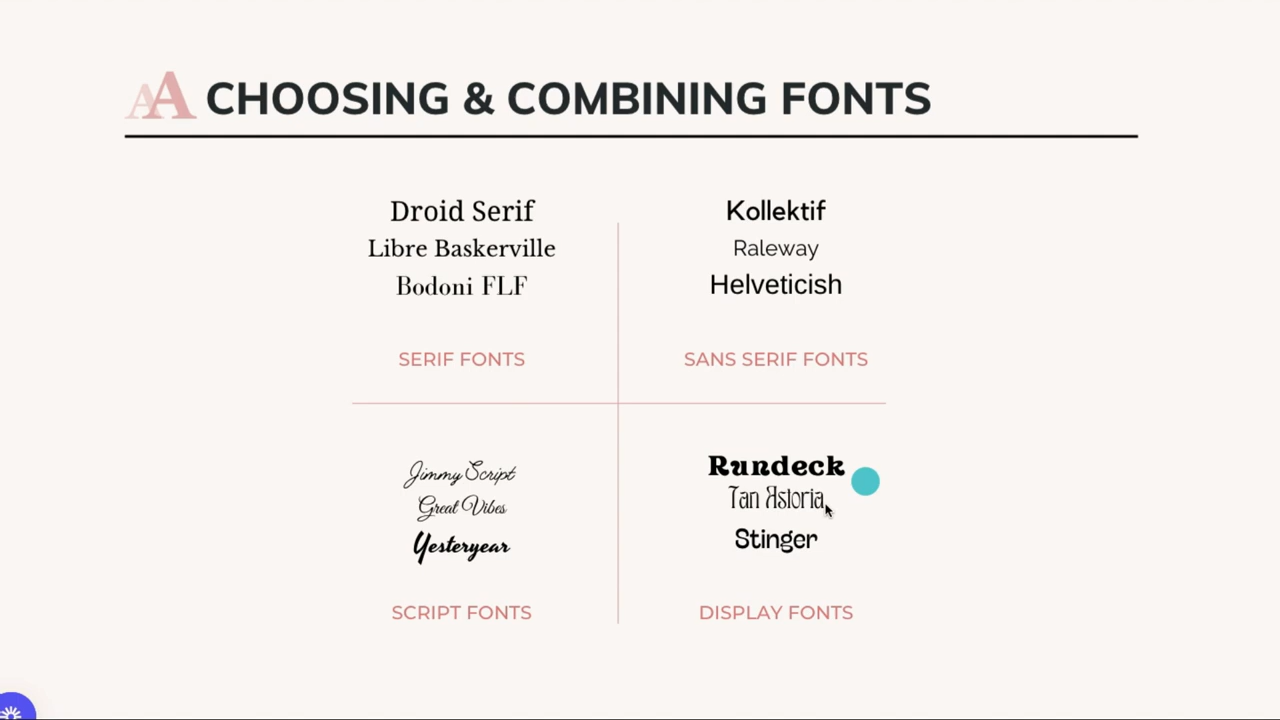 AA CHOOSING & COMBINING FONTS
Droid Serif
Libre Baskerville
Bodoni FLF
SERIF FONTS
Kollektif
Raleway
Helveticish
SANS SERIF FONTS
Jimmy Script
Great Vibes
Yesteryear
SCRIPT FONTS
Rundeck
Tan Astoria
Stinger
DISPLAY FONTS